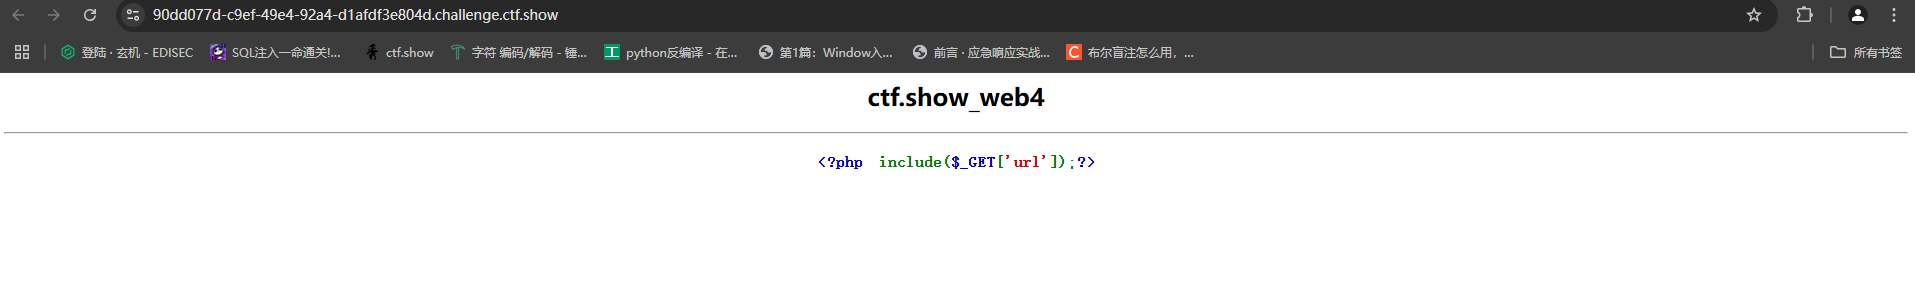 90dd077d-c9ef-49e4-92a4-d1afdf3e804d.challenge.ctf.show
登陆 · 玄机 - EDISEC SQL注入一命通关!... ctf.show 字符 编码/解码 - 锤... python反编译 - 在... 第1篇：Window入... 前言 · 应急响应实战... 布尔盲注怎么用，... 所有书签
ctf.show_web4
<?php include($_GET['url']);?>